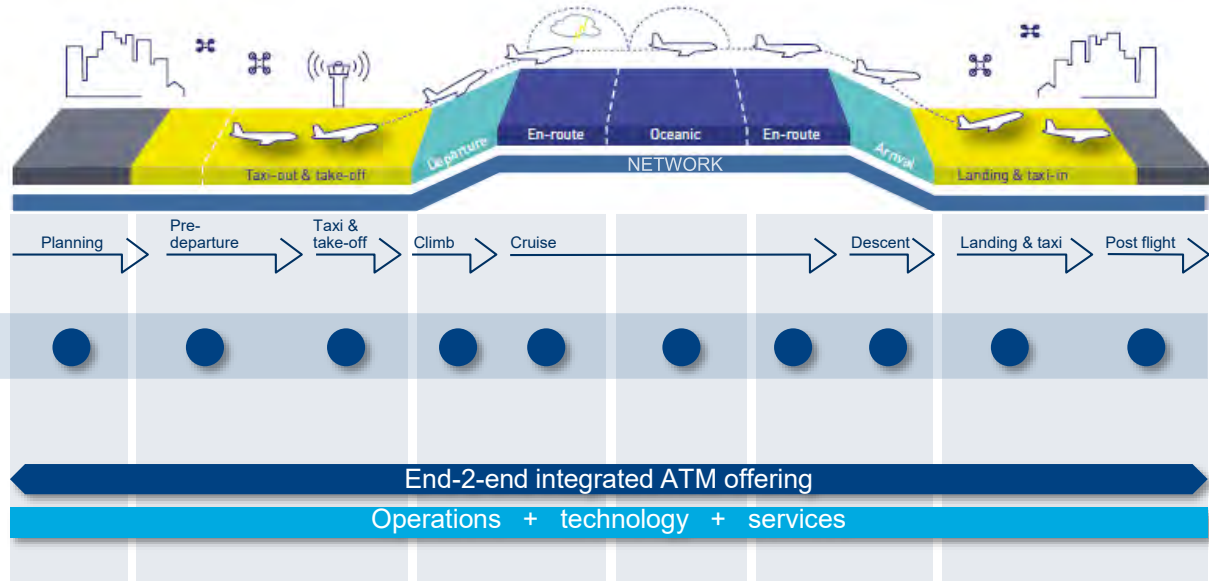 En-route
Oceanic
En-route
Departure
Arrival
NETWORK
Taxi-out & take-off
Landing & taxi-in
Planning
Pre-
departure
Taxi &
take-off
Climb
Cruise
Descent
Landing & taxi
Post flight
End-2-end integrated ATM offering
Operations + technology + services